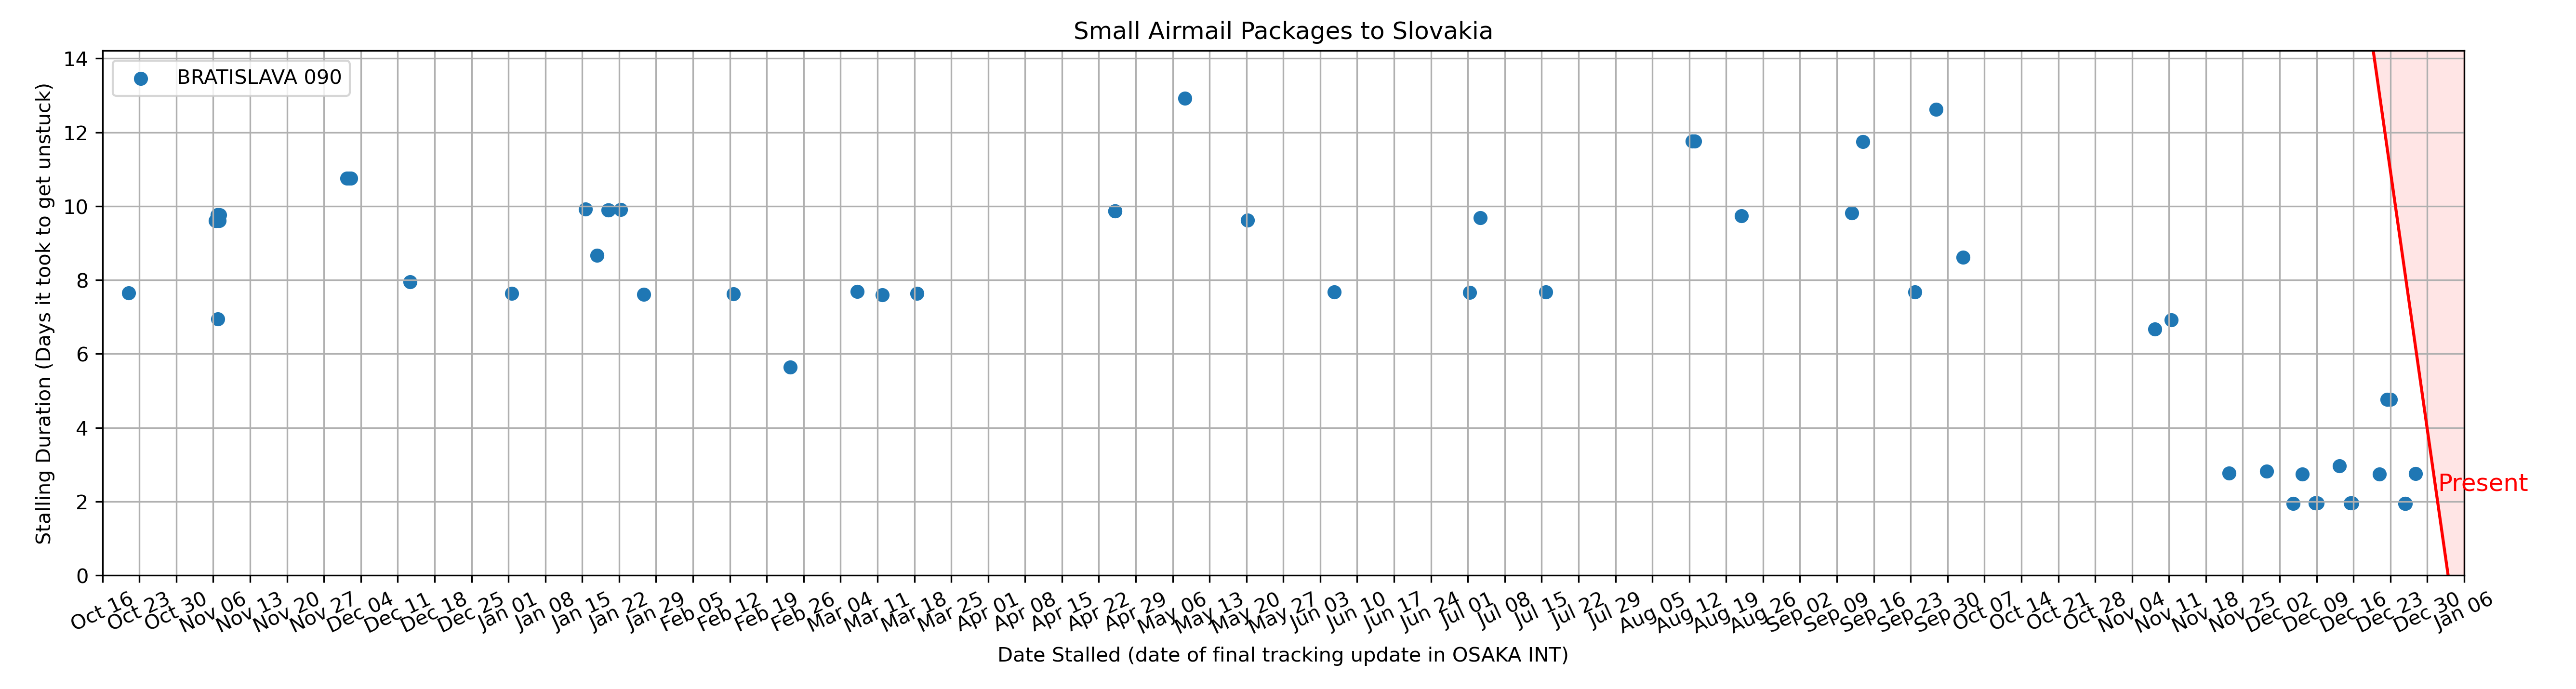 Small Airmail Packages to Slovakia
BRATISLAVA 090
Stalling Duration (Days it took to get unstuck)
14
12
10
8
6
4
2
0
Present
Oct 16 Oct 23 Oct 30 Nov 06 Nov 13 Nov 20 Nov 27 Dec 04 Dec 11 Dec 18 Dec 25 Jan 01 Jan 08 Jan 15 Jan 22 Jan 29 Feb 05 Feb 12 Feb 19 Feb 26 Mar 04 Mar 11 Mar 18 Mar 25 Apr 01 Apr 08 Apr 15 Apr 22 Apr 29 May 06 May 13 May 20 May 27 Jun 03 Jun 10 Jun 17 Jun 24 Jul 01 Jul 08 Jul 15 Jul 22 Jul 29 Aug 05 Aug 12 Aug 19 Aug 26 Sep 02 Sep 09 Sep 16 Sep 23 Sep 30 Oct 07 Oct 14 Oct 21 Oct 28 Nov 04 Nov 11 Nov 18 Nov 25 Dec 02 Dec 09 Dec 16 Dec 23 Dec 30 Jan 06
Date Stalled (date of final tracking update in OSAKA INT)